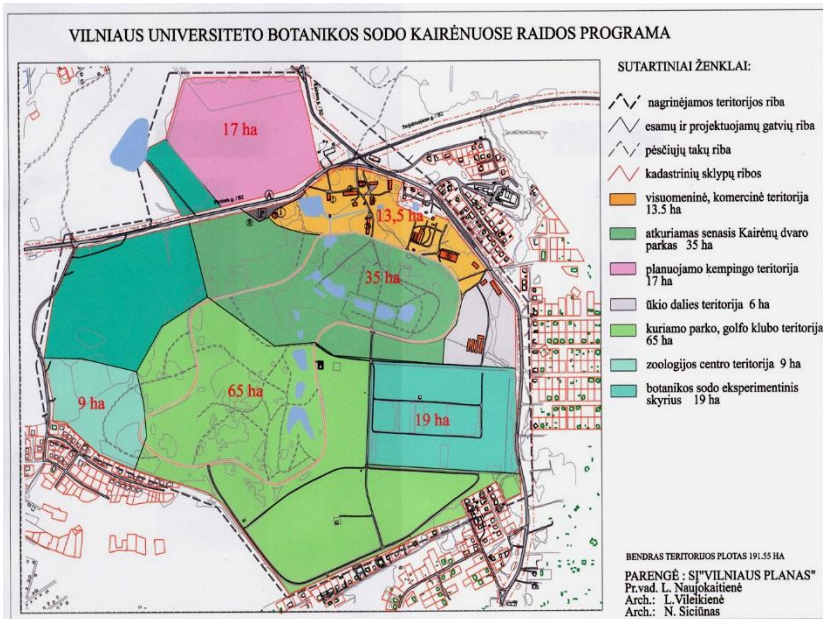 VILNIAUS UNIVERSITETO BOTANIKOS SODO KAIRĖNUOSE RAIDOS PROGRAMA
SUTARTINIAI ŽENKLAI:
nagrinėjamos teritorijos riba
esamų ir projektuojamų gatvių riba
pėsčiųjų takų riba
kadastrinių sklypų ribos
visuomeninė, komercinė teritorija
13.5 ha
atkuriamas senasis Kairėnų dvaro
parkas 35 ha
planuojamo kempingo teritorija
17 ha
ūkio dalies teritorija 6 ha
kuriamo parko, golfo klubo teritorija
65 ha
zoologijos centro teritorija 9 ha
botanikos sodo eksperimentinis
skyrius 19 ha
17 ha
13,5 ha
35 ha
65 ha
9 ha
19 ha
A
P
BENDRAS TERITORIJOS PLOTAS 191.55 HA
PARENGĖ : SĮ"VILNIAUS PLANAS"
Pr.vad. L. Naujokaitienė
Arch.: L.Vileikienė
Arch.: N. Siciūnas